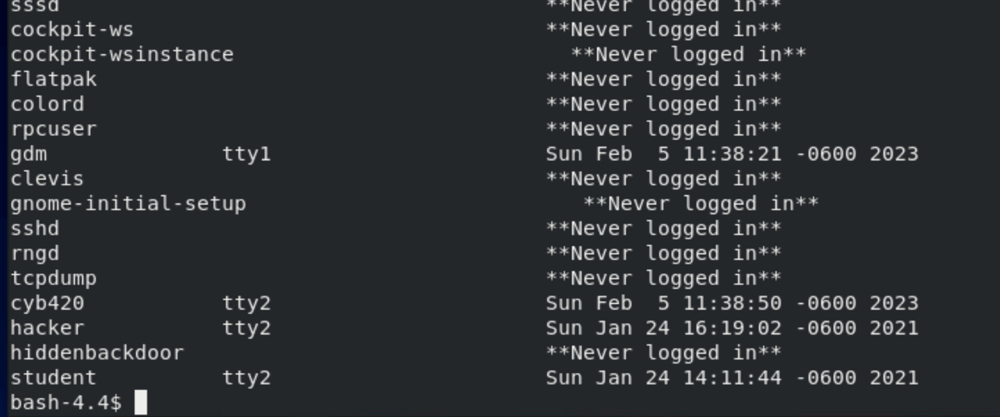 sssd                                       **Never logged in**
cockpit-ws                                 **Never logged in**
cockpit-wsinstance                           **Never logged in**
flatpak                                    **Never logged in**
colord                                     **Never logged in**
rpcuser                                    **Never logged in**
gdm              tty1                      Sun Feb  5 11:38:21 -0600 2023
clevis                                     **Never logged in**
gnome-initial-setup                           **Never logged in**
sshd                                       **Never logged in**
rngd                                       **Never logged in**
tcpdump                                    **Never logged in**
cyb420           tty2                      Sun Feb  5 11:38:50 -0600 2023
hacker           tty2                      Sun Jan 24 16:19:02 -0600 2021
hiddenbackdoor                             **Never logged in**
student          tty2                      Sun Jan 24 14:11:44 -0600 2021
bash-4.4$